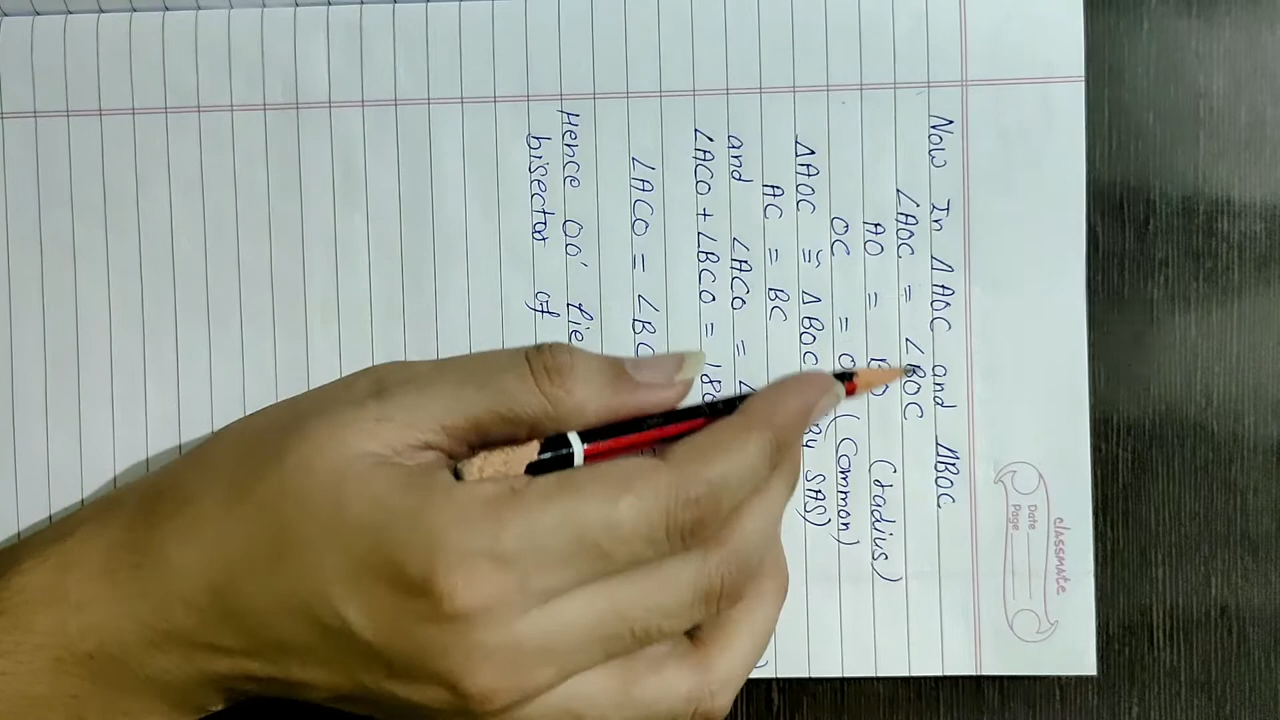 classmate
Date
Page
Now In ΔAOC and ΔBOC
∠AOC = ∠BOC
AO = BO (radius)
OC = (Common)
ΔAOC ≅ ΔBOC By SAS)
AC = BC
and ∠ACO = ∠
∠ACO + ∠BCO = 180
∠ACO = ∠BC
Hence OO' lie
bisector of